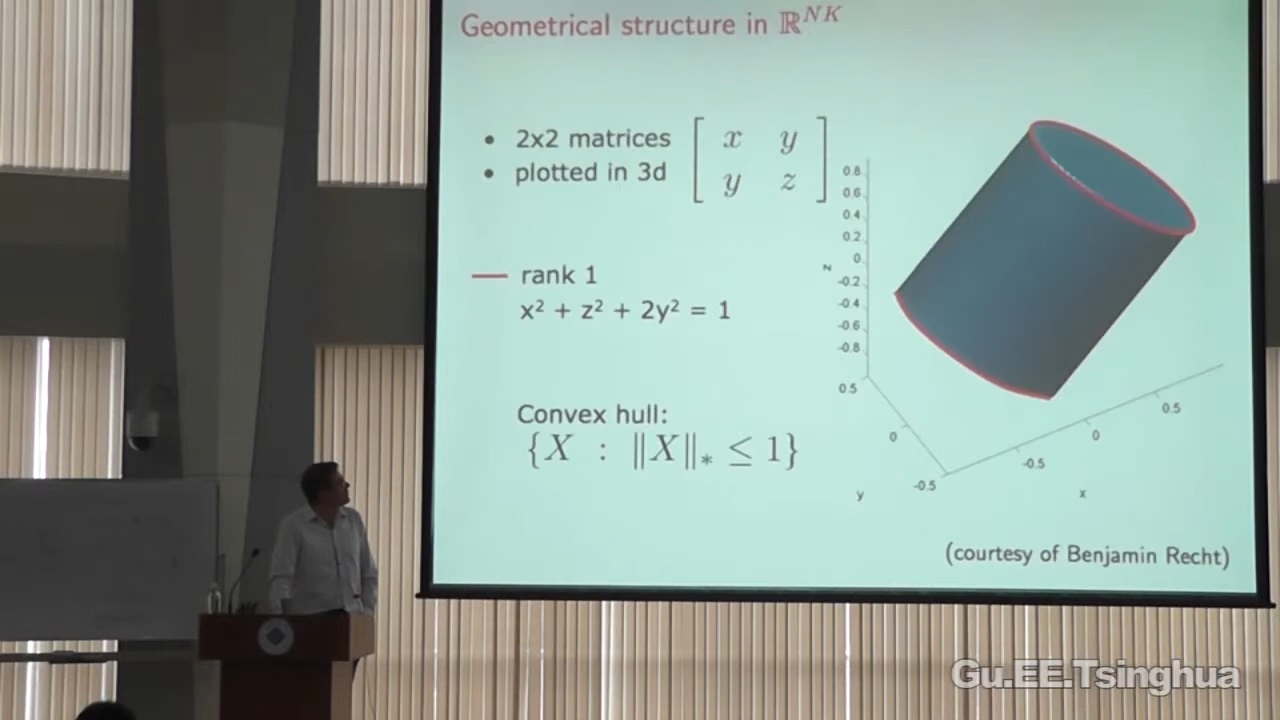 Geometrical structure in ℝ^{NK}
• 2x2 matrices
• plotted in 3d
[ x y
y z ]
rank 1
x² + z² + 2y² = 1
Convex hull:
{X : ‖X‖_* ≤ 1}
0.8
0.6
0.4
0.2
0
-0.2
-0.4
-0.6
-0.8
z
0.5
0
-0.5
y
-0.5
0
0.5
x
(courtesy of Benjamin Recht)
Gu.EE.Tsinghua